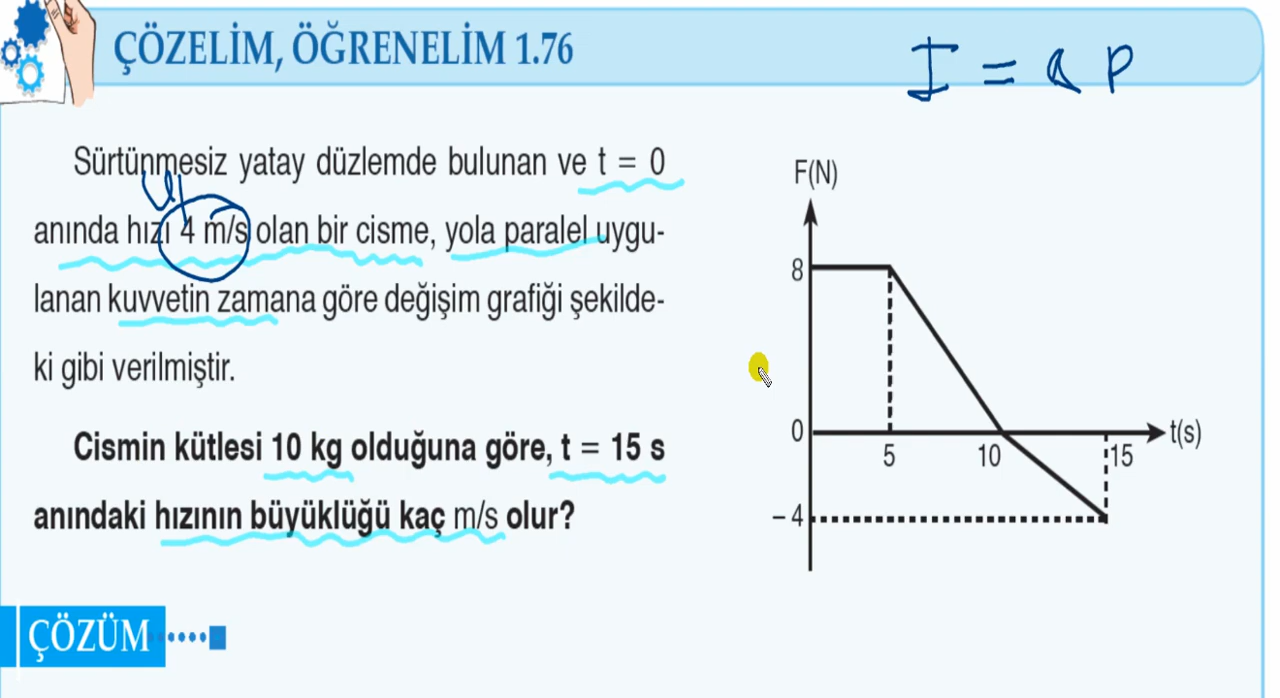 ÇÖZELİM, ÖĞRENELİM 1.76
I = Δ P
Sürtünmesiz yatay düzlemde bulunan ve t = 0
anında hızı 4 m/s olan bir cisme, yola paralel uygu-
lanan kuvvetin zamana göre değişim grafiği şekilde-
ki gibi verilmiştir.
Cismin kütlesi 10 kg olduğuna göre, t = 15 s
anındaki hızının büyüklüğü kaç m/s olur?
F(N)
8
0
5
10
15
t(s)
– 4
ÇÖZÜM